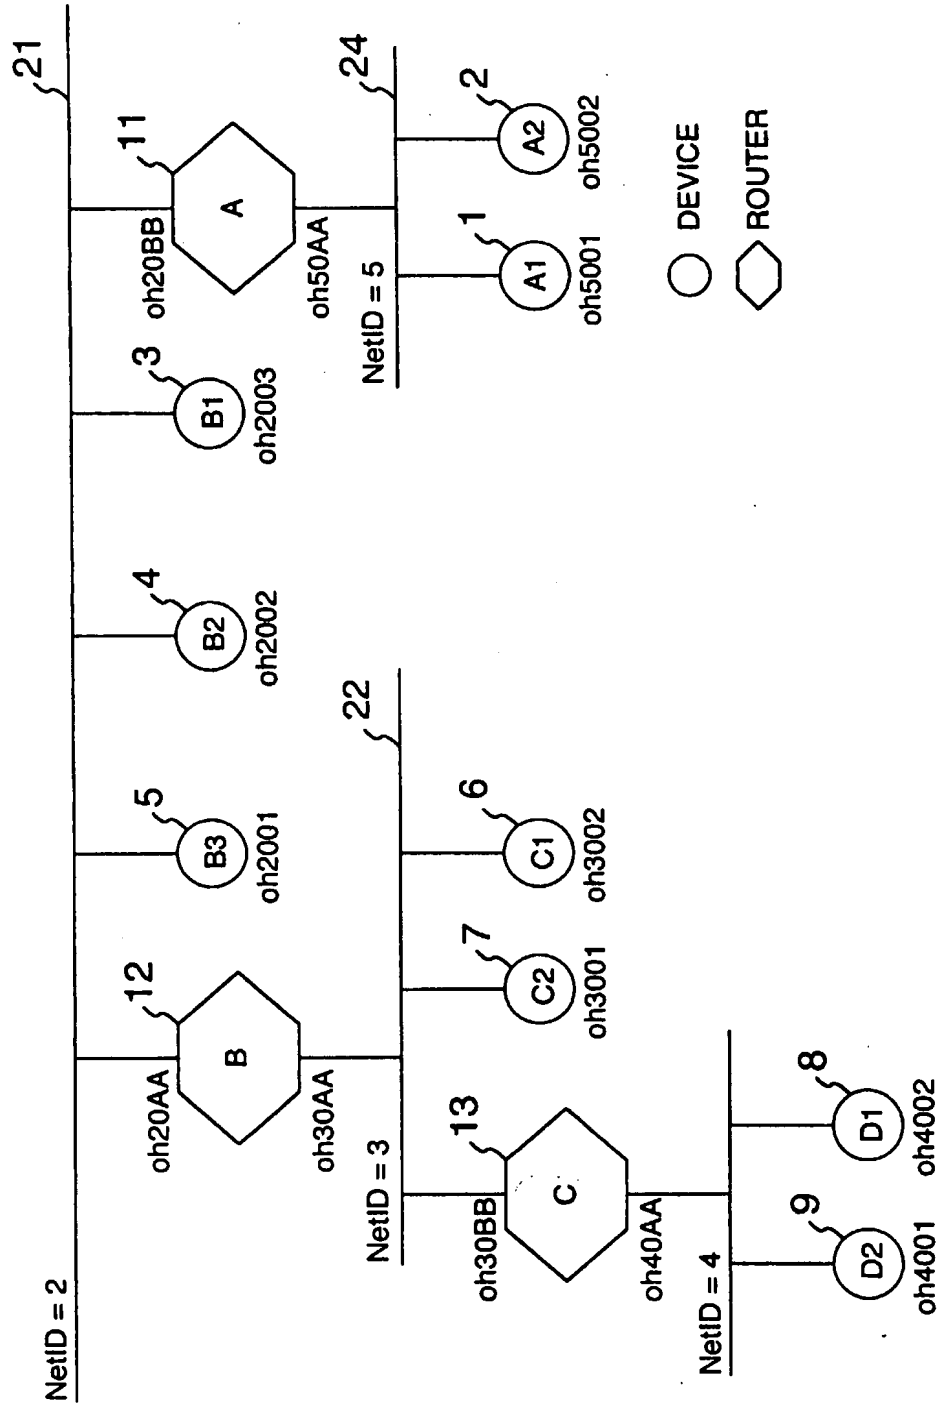 NetID = 2
21
oh20AA
12
B
oh30AA
5
B3
oh2001
4
B2
oh2002
3
B1
oh2003
oh20BB
11
A
oh50AA
NetID = 3
22
oh30BB
13
C
oh40AA
7
C2
oh3001
6
C1
oh3002
NetID = 5
24
1
A1
oh5001
2
A2
oh5002
NetID = 4
9
D2
oh4001
8
D1
oh4002
DEVICE
ROUTER